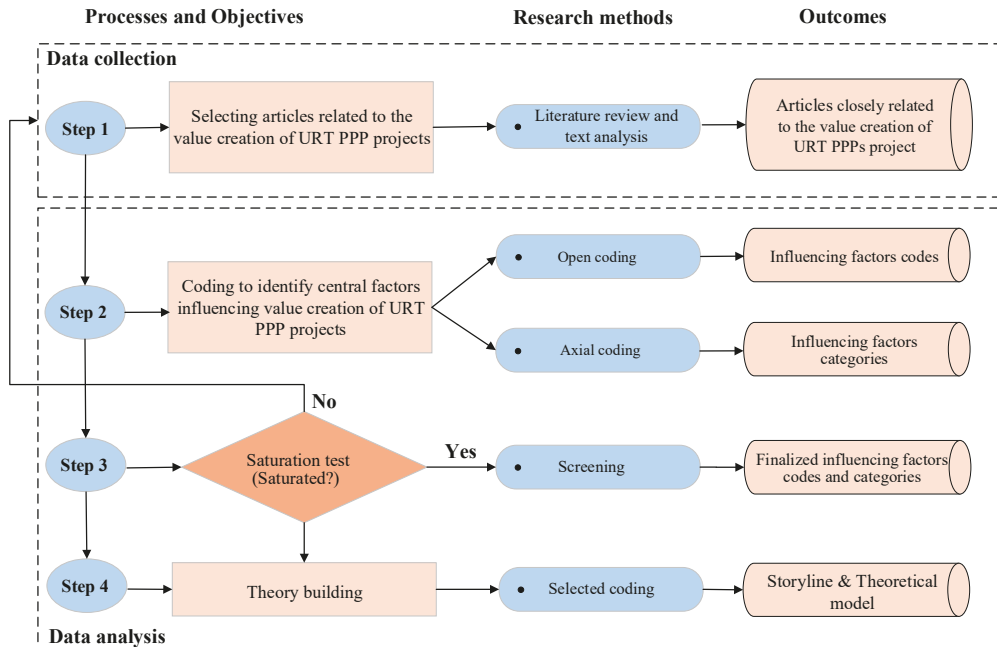 Processes and Objectives
Research methods
Outcomes
Data collection
Step 1
Selecting articles related to the
value creation of URT PPP projects
• Literature review and
text analysis
Articles closely related
to the value creation of
URT PPPs project
Step 2
Coding to identify central factors
influencing value creation of URT
PPP projects
• Open coding
Influencing factors codes
• Axial coding
Influencing factors
categories
No
Step 3
Saturation test
(Saturated?)
Yes
• Screening
Finalized influencing factors
codes and categories
Step 4
Theory building
• Selected coding
Storyline & Theoretical
model
Data analysis